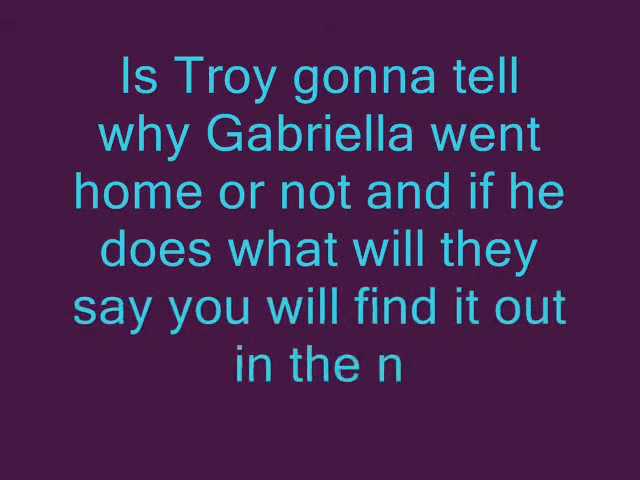 Is Troy gonna tell
why Gabriella went
home or not and if he
does what will they
say you will find it out
in the n